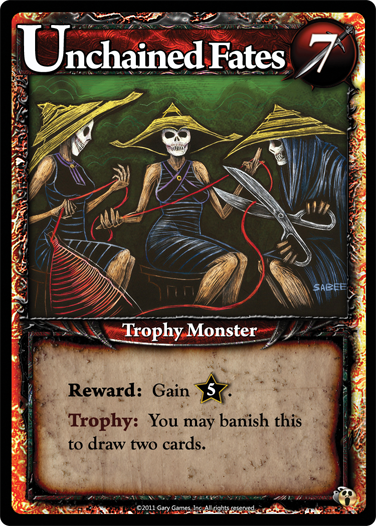 Unchained Fates 7
SABEE
Trophy Monster
Reward: Gain 5.
Trophy: You may banish this
to draw two cards.
©2011 Gary Games, Inc. All rights reserved.